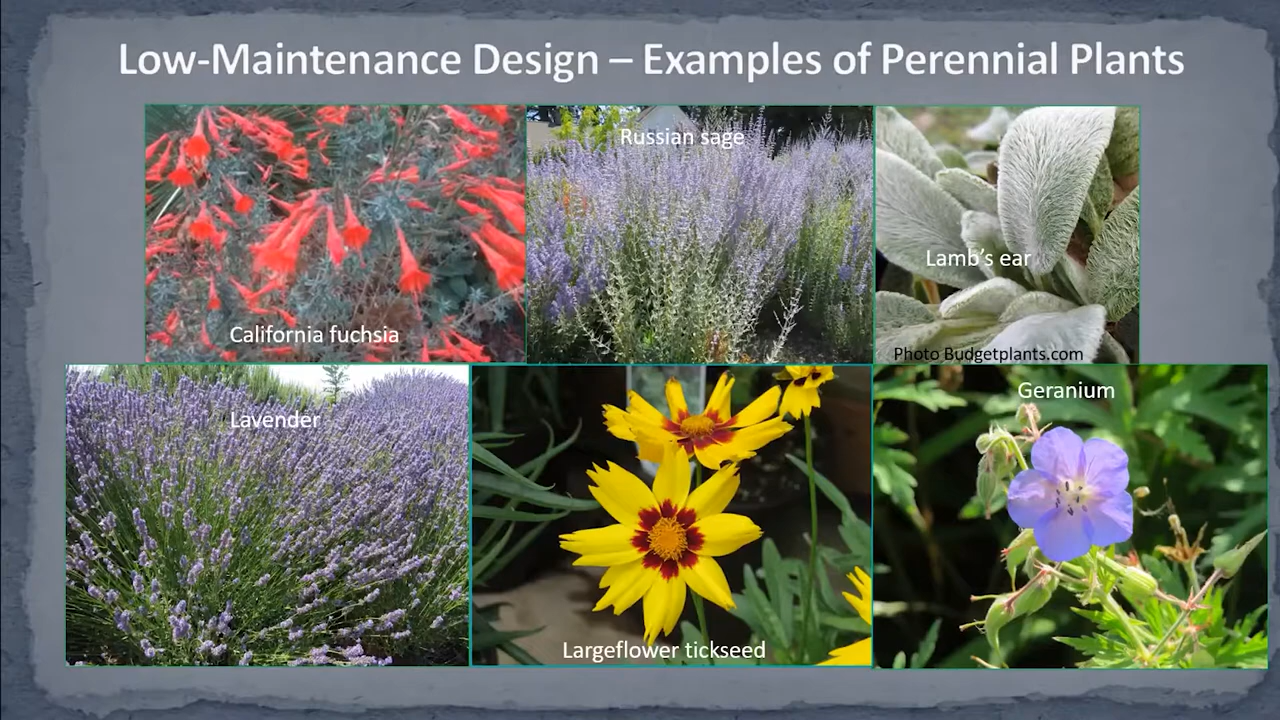 Low-Maintenance Design – Examples of Perennial Plants
Russian sage
Lamb's ear
California fuchsia
Photo Budgetplants.com
Geranium
Lavender
Largeflower tickseed